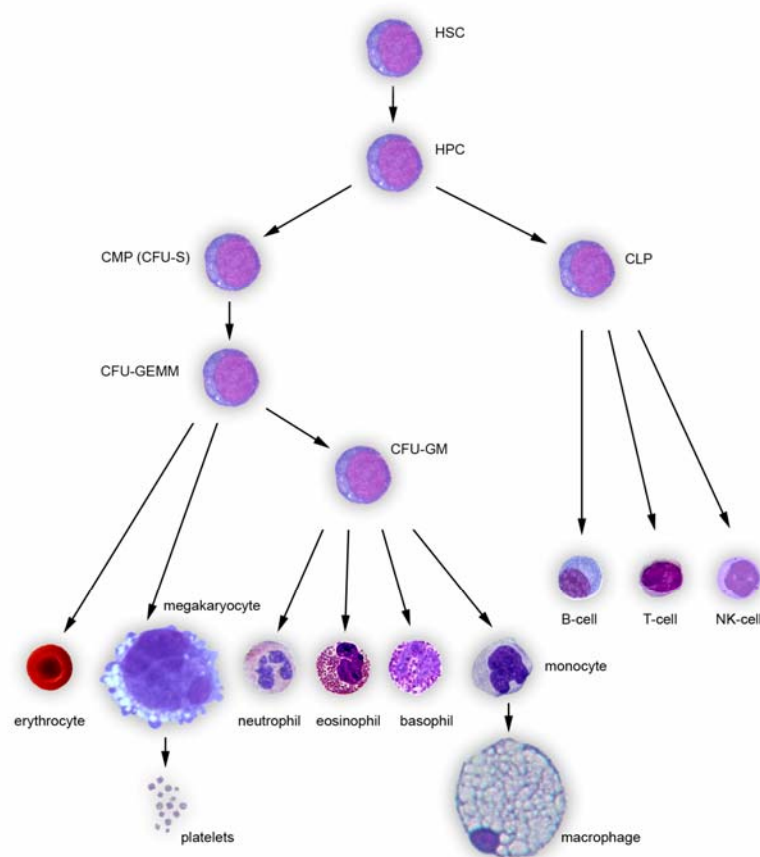 HSC
HPC
CMP (CFU-S)
CLP
CFU-GEMM
CFU-GM
megakaryocyte
B-cell
T-cell
NK-cell
monocyte
erythrocyte
neutrophil
eosinophil
basophil
platelets
macrophage